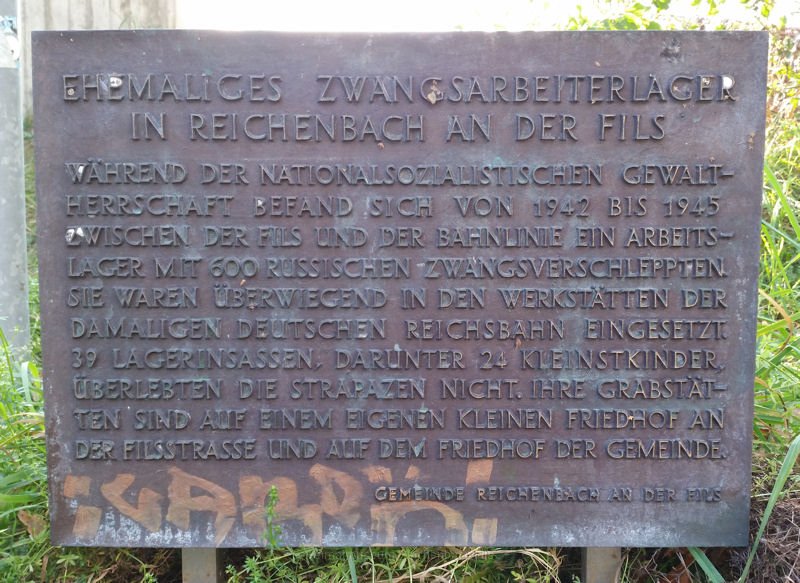 EHEMALIGES ZWANGSARBEITERLAGER
IN REICHENBACH AN DER FILS
WÄHREND DER NATIONALSOZIALISTISCHEN GEWALT-
HERRSCHAFT BEFAND SICH VON 1942 BIS 1945
ZWISCHEN DER FILS UND DER BAHNLINIE EIN ARBEITS-
LAGER MIT 600 RUSSISCHEN ZWANGSVERSCHLEPPTEN.
SIE WAREN ÜBERWIEGEND IN DEN WERKSTÄTTEN DER
DAMALIGEN DEUTSCHEN REICHSBAHN EINGESETZT.
39 LAGERINSASSEN, DARUNTER 24 KLEINSTKINDER,
ÜBERLEBTEN DIE STRAPAZEN NICHT. IHRE GRABSTÄT-
TEN SIND AUF EINEM EIGENEN KLEINEN FRIEDHOF AN
DER FILSSTRASSE UND AUF DEM FRIEDHOF DER GEMEINDE.
GEMEINDE REICHENBACH AN DER FILS